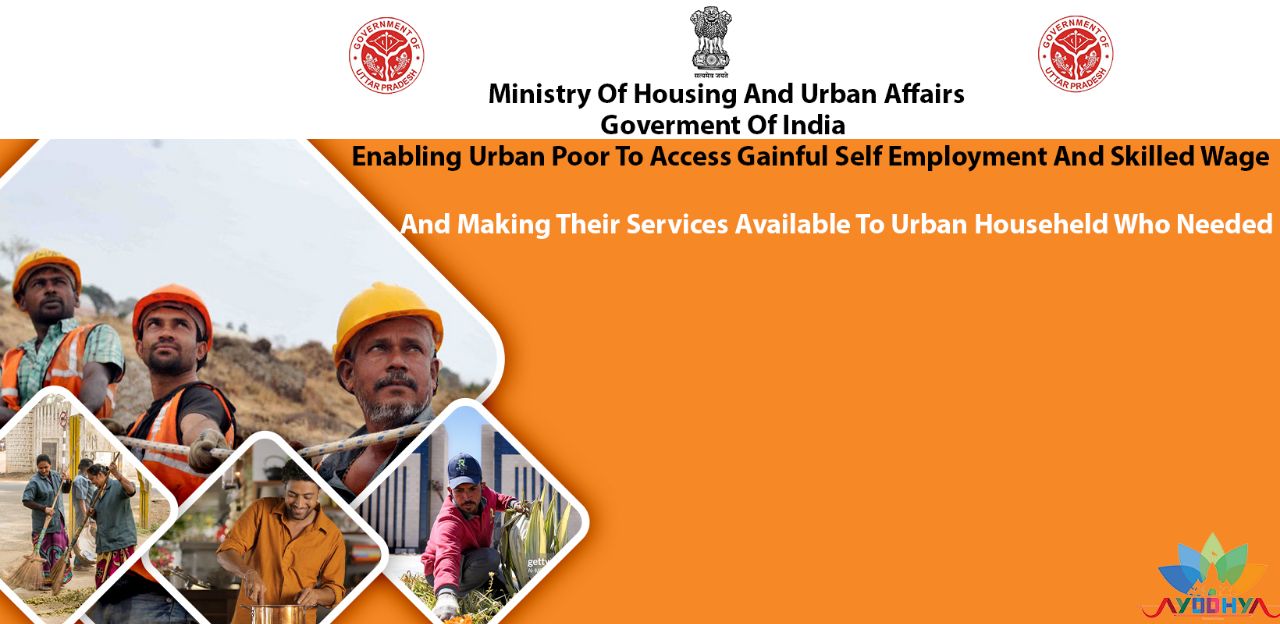 GOVERNMENT OF
UTTAR PRADESH
सत्यमेव जयते
GOVERNMENT OF
UTTAR PRADESH
Ministry Of Housing And Urban Affairs
Goverment Of India
Enabling Urban Poor To Access Gainful Self Employment And Skilled Wage
And Making Their Services Available To Urban Househeld Who Needed
AYODHYA